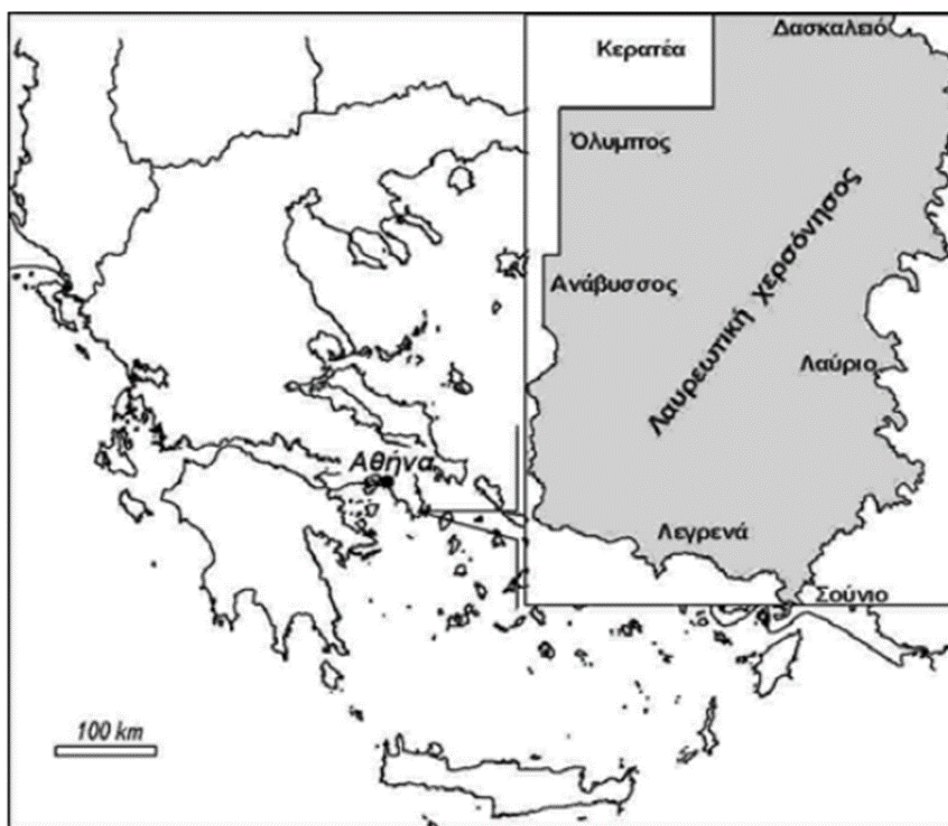 Δασκαλειό
Κερατέα
Όλυμπος
Λαυρεωτική χερσόνησος
Ανάβυσσος
Λαύριο
Αθήνα
Λεγρενά
Σούνιο
100 km